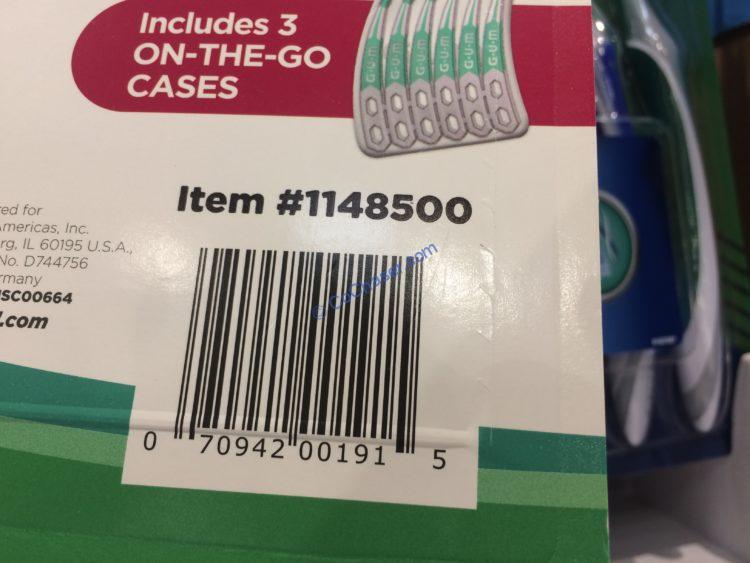 Includes 3
ON-THE-GO
CASES
G·U·M G·U·M G·U·M G·U·M G·U·M G·U·M
Item #1148500
red for
Americas, Inc.
rg, IL 60195 U.S.A.,
No. D744756
ermany
SC00664
l.com
© CoChaser.com
0 70942 00191 5